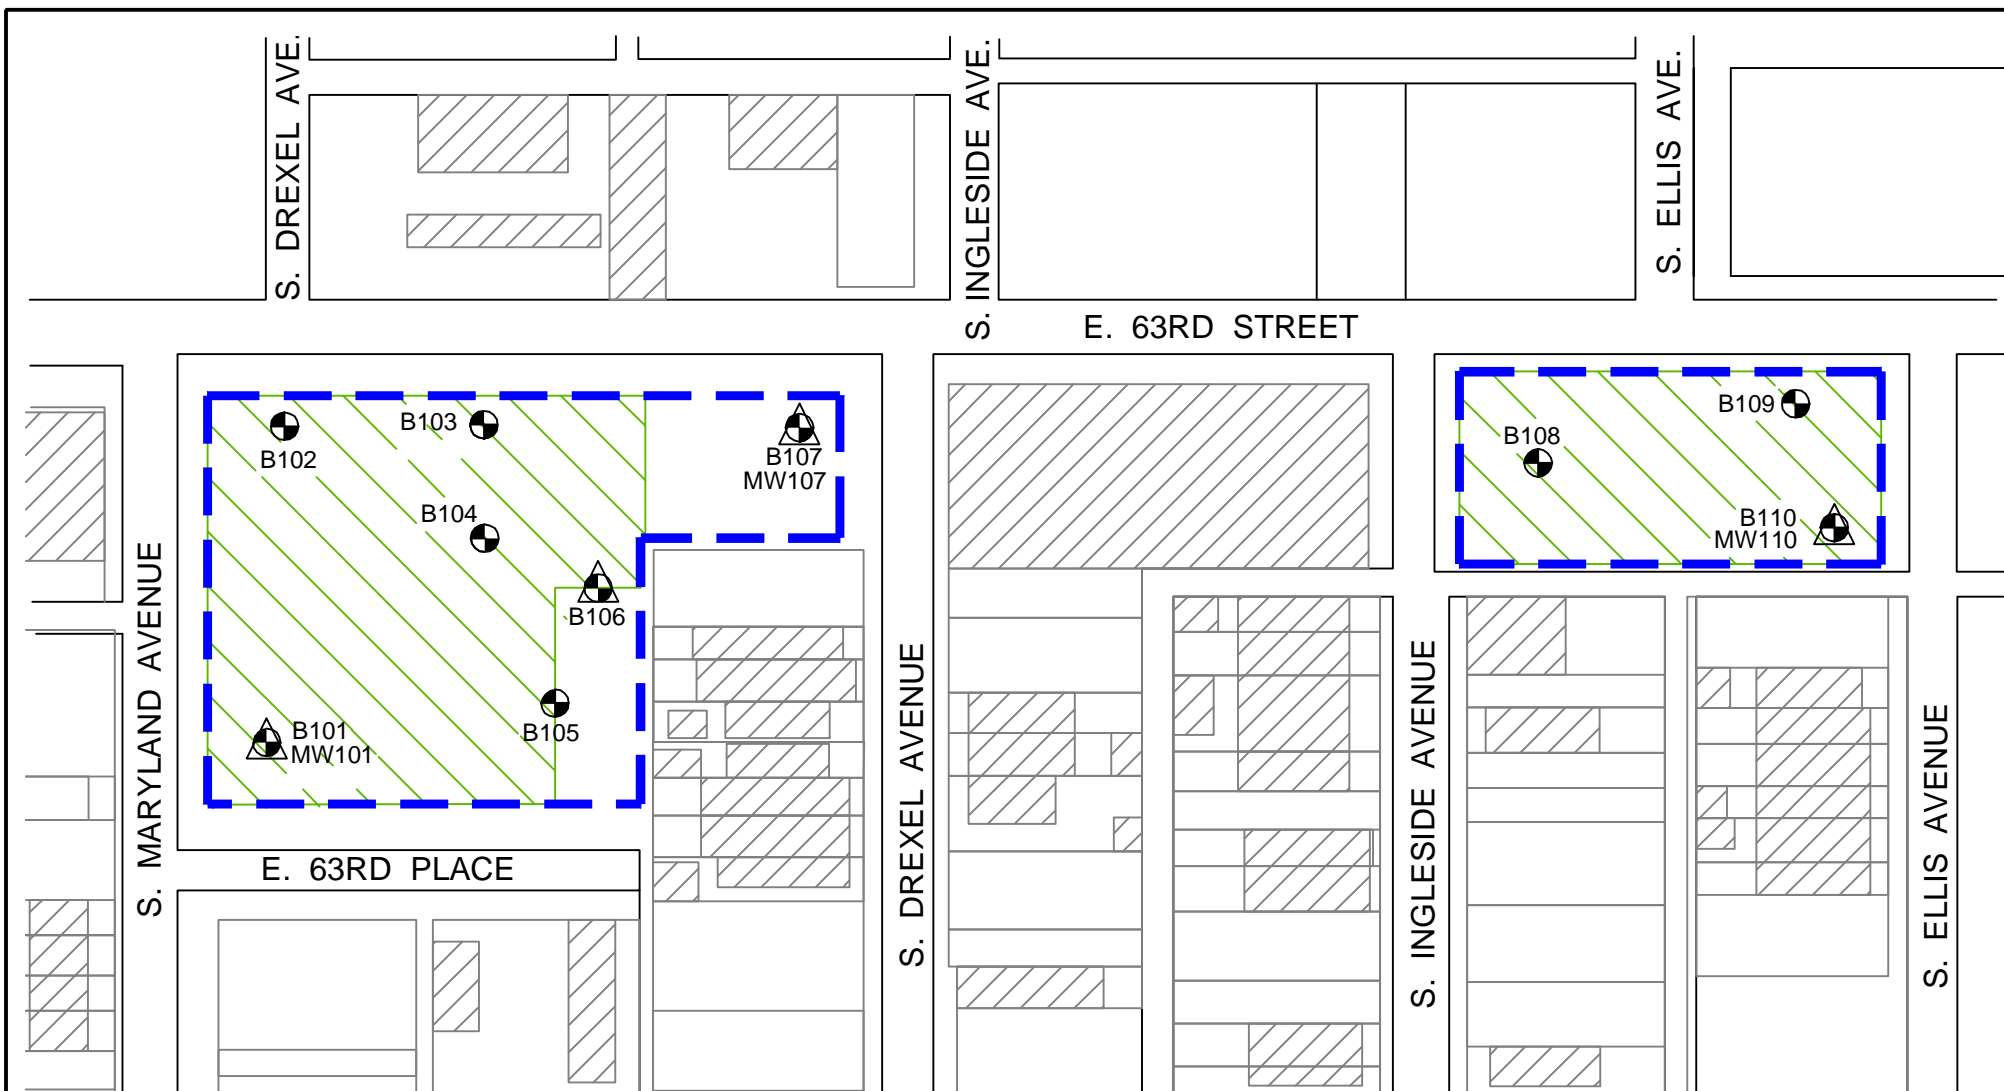 S. DREXEL AVE.
S. INGLESIDE AVE.
S. ELLIS AVE.
E. 63RD STREET
B102
B103
B104
B107
MW107
B106
B105
B101
MW101
B108
B109
B110
MW110
S. MARYLAND AVENUE
E. 63RD PLACE
S. DREXEL AVENUE
S. INGLESIDE AVENUE
S. ELLIS AVENUE